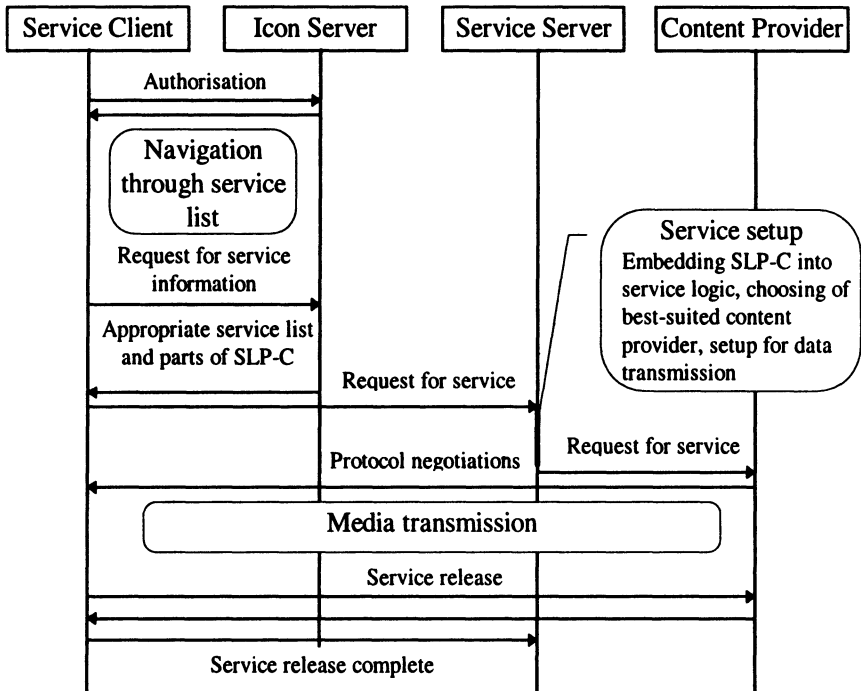 Service Client
Icon Server
Service Server
Content Provider
Authorisation
Navigation
through service
list
Service setup
Embedding SLP-C into
service logic, choosing of
best-suited content
provider, setup for data
transmission
Request for service
information
Appropriate service list
and parts of SLP-C
Request for service
Request for service
Protocol negotiations
Media transmission
Service release
Service release complete